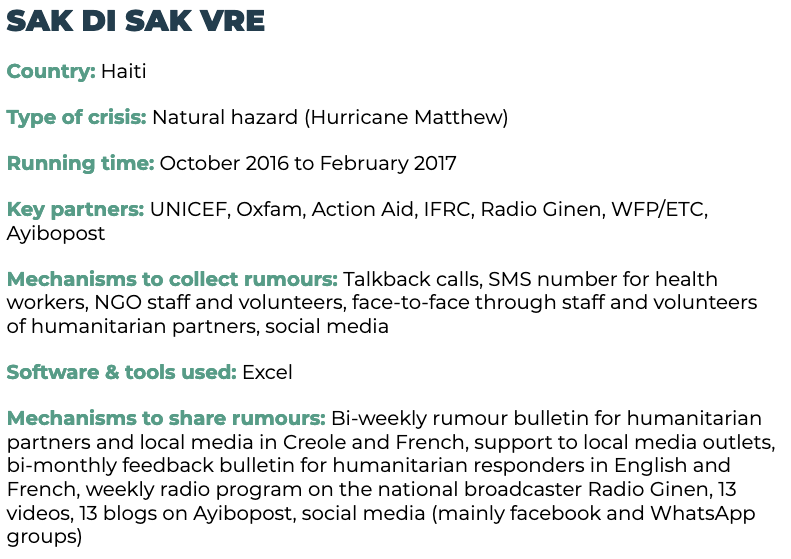 SAK DI SAK VRE
Country: Haiti
Type of crisis: Natural hazard (Hurricane Matthew)
Running time: October 2016 to February 2017
Key partners: UNICEF, Oxfam, Action Aid, IFRC, Radio Ginen, WFP/ETC,
Ayibopost
Mechanisms to collect rumours: Talkback calls, SMS number for health
workers, NGO staff and volunteers, face-to-face through staff and volunteers
of humanitarian partners, social media
Software & tools used: Excel
Mechanisms to share rumours: Bi-weekly rumour bulletin for humanitarian
partners and local media in Creole and French, support to local media outlets,
bi-monthly feedback bulletin for humanitarian responders in English and
French, weekly radio program on the national broadcaster Radio Ginen, 13
videos, 13 blogs on Ayibopost, social media (mainly facebook and WhatsApp
groups)